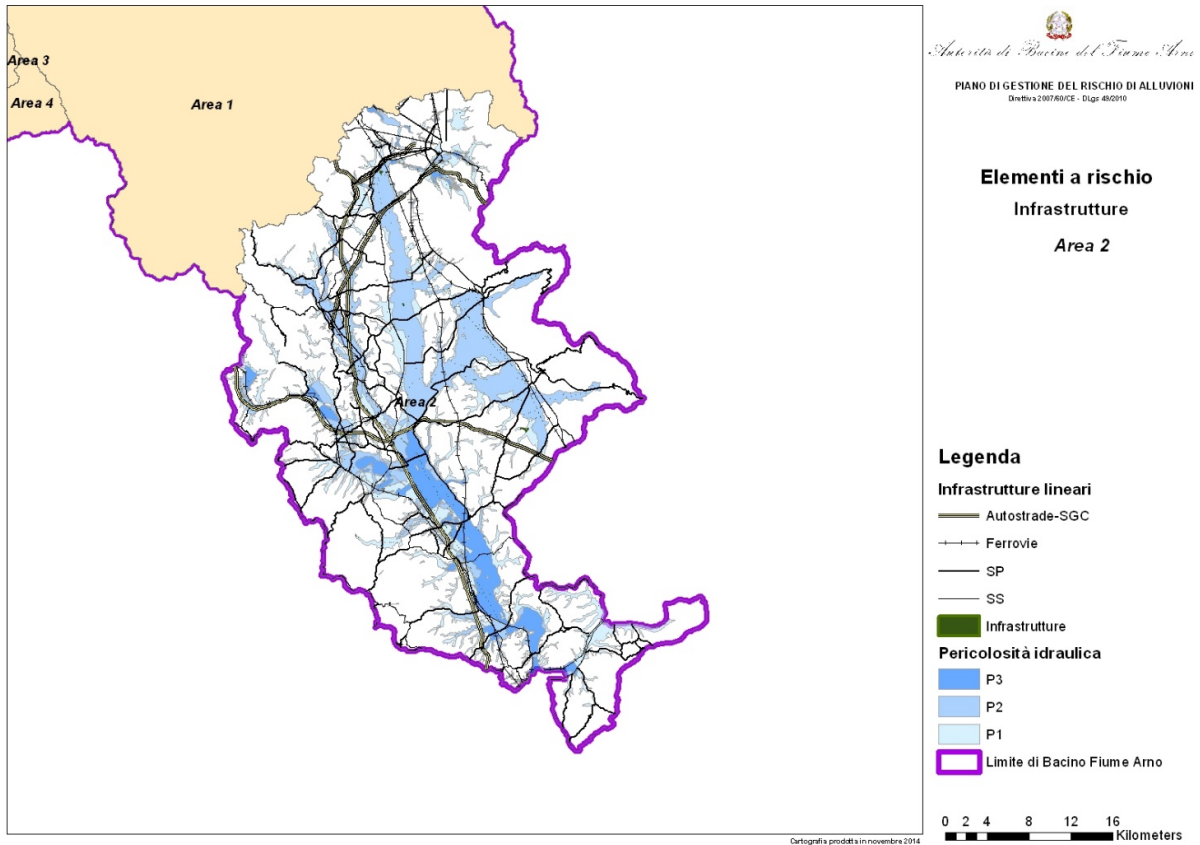 Autorità di Bacino del Fiume Arno
PIANO DI GESTIONE DEL RISCHIO DI ALLUVIONI
Direttiva 2007/60/CE - DLgs 49/2010
Elementi a rischio
Infrastrutture
Area 2
Area 3
Area 4
Area 1
Area 2
Legenda
Infrastrutture lineari
Autostrade-SGC
Ferrovie
SP
SS
Infrastrutture
Pericolosità idraulica
P3
P2
P1
Limite di Bacino Fiume Arno
0 2 4 8 12 16
Kilometers
Cartografia prodotta in novembre 2014